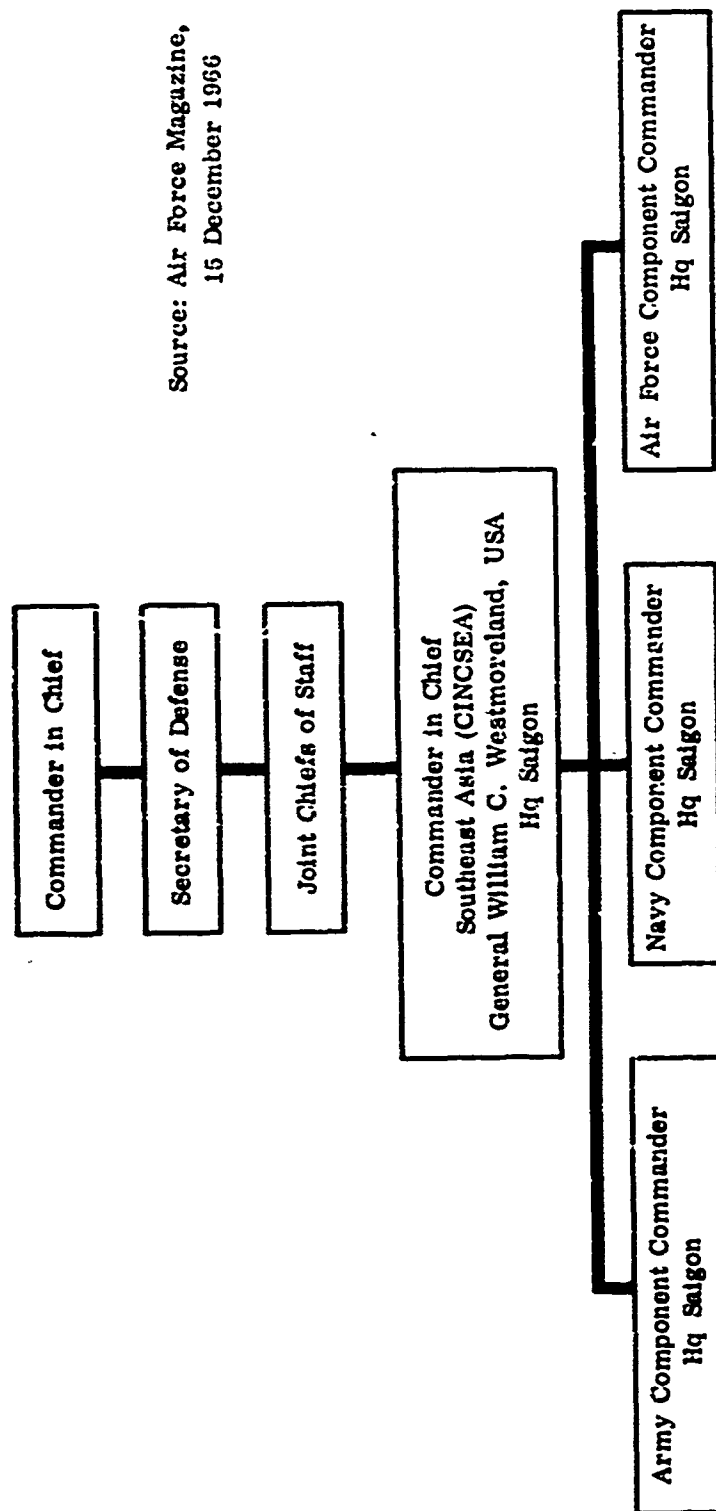 Commander in Chief
Secretary of Defense
Joint Chiefs of Staff
Source: Air Force Magazine,
15 December 1966
Commander in Chief
Southeast Asia (CINCSEA)
General William C. Westmoreland, USA
Hq Saigon
Army Component Commander
Hq Saigon
Navy Component Commander
Hq Saigon
Air Force Component Commander
Hq Saigon